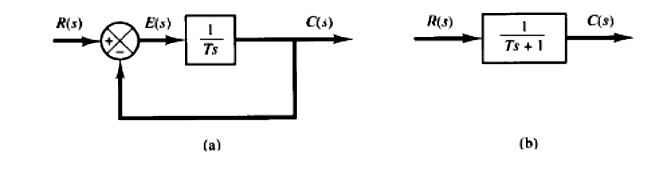 R(s) E(s) 1 C(s) R(s) 1 C(s)
+ Ts Ts + 1
−
(a) (b)